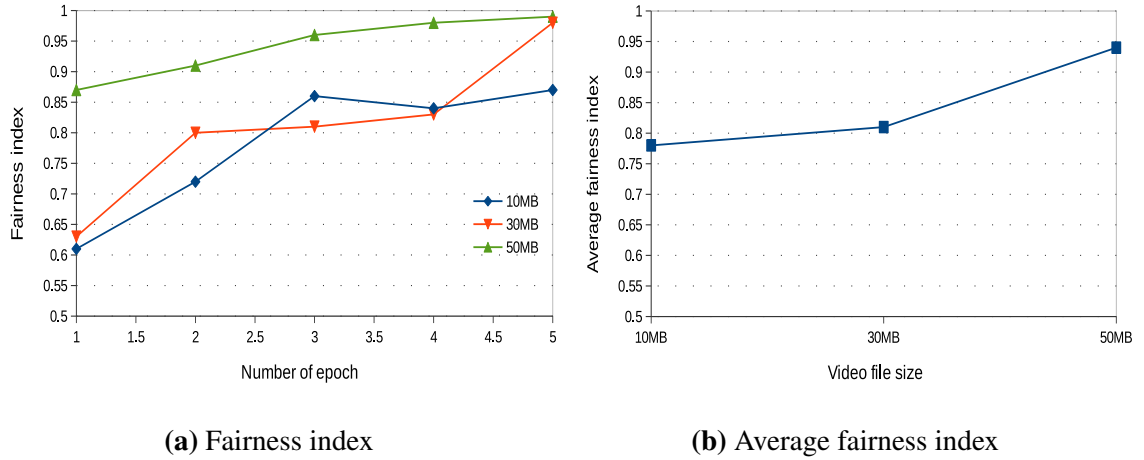 Fairness index
1
0.95
0.9
0.85
0.8
0.75
0.7
0.65
0.6
0.55
0.5
1 1.5 2 2.5 3 3.5 4 4.5 5
Number of epoch
10MB
30MB
50MB
(a) Fairness index
Average fairness index
1
0.95
0.9
0.85
0.8
0.75
0.7
0.65
0.6
0.55
0.5
10MB 30MB 50MB
Video file size
(b) Average fairness index